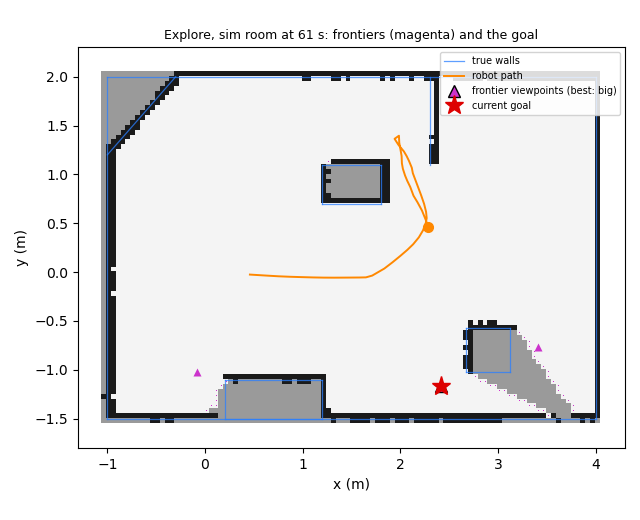 Explore, sim room at 61 s: frontiers (magenta) and the goal
true walls
robot path
frontier viewpoints (best: big)
current goal
y (m)
2.0
1.5
1.0
0.5
0.0
−0.5
−1.0
−1.5
−1 0 1 2 3 4
x (m)